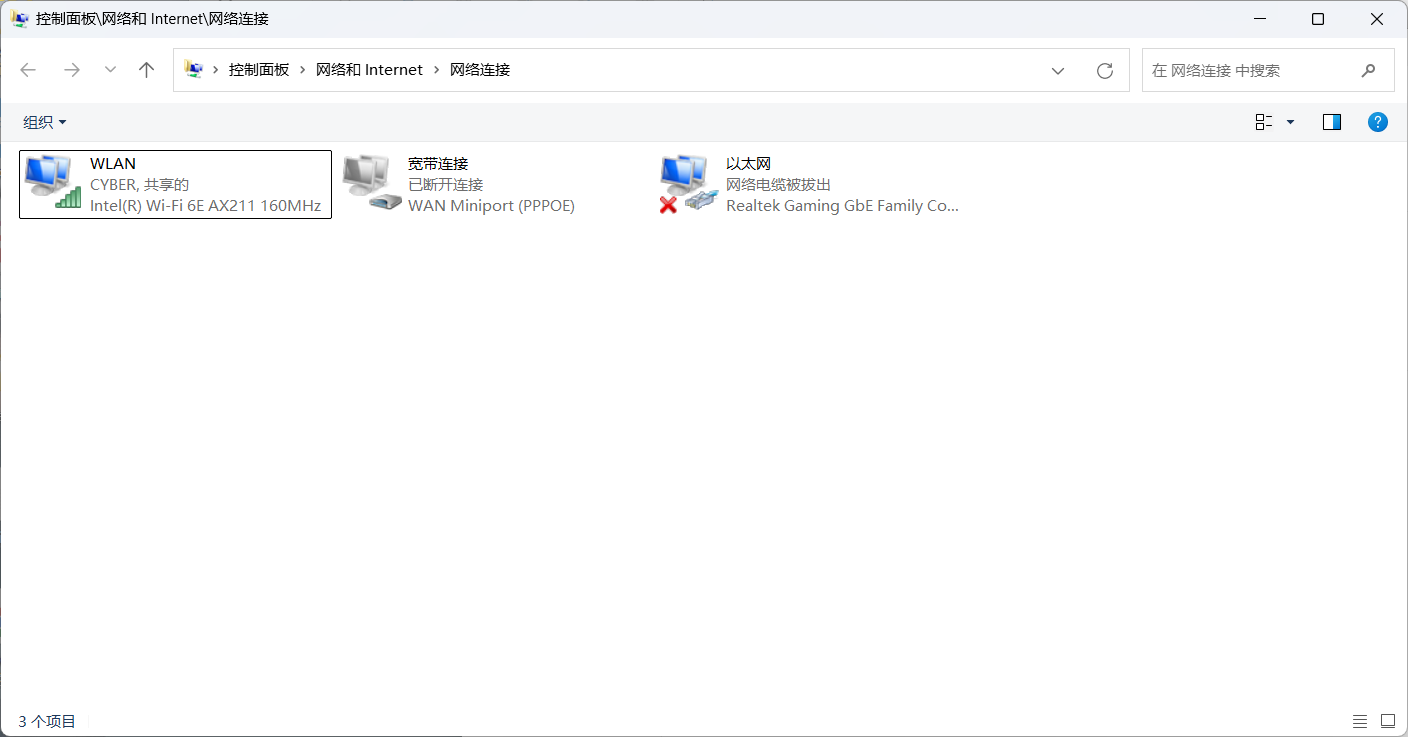 控制面板\网络和 Internet\网络连接
控制面板 › 网络和 Internet › 网络连接
在 网络连接 中搜索
组织
WLAN
CYBER, 共享的
Intel(R) Wi-Fi 6E AX211 160MHz
宽带连接
已断开连接
WAN Miniport (PPPOE)
以太网
网络电缆被拔出
Realtek Gaming GbE Family Co...
3 个项目